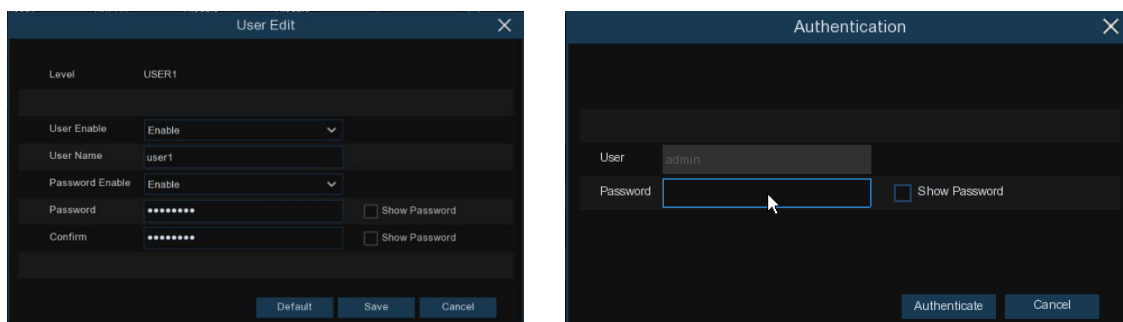 User Edit
Level USER1
User Enable Enable
User Name user1
Password Enable Enable
Password •••••••• Show Password
Confirm •••••••• Show Password
Default Save Cancel
Authentication
User admin
Password Show Password
Authenticate Cancel